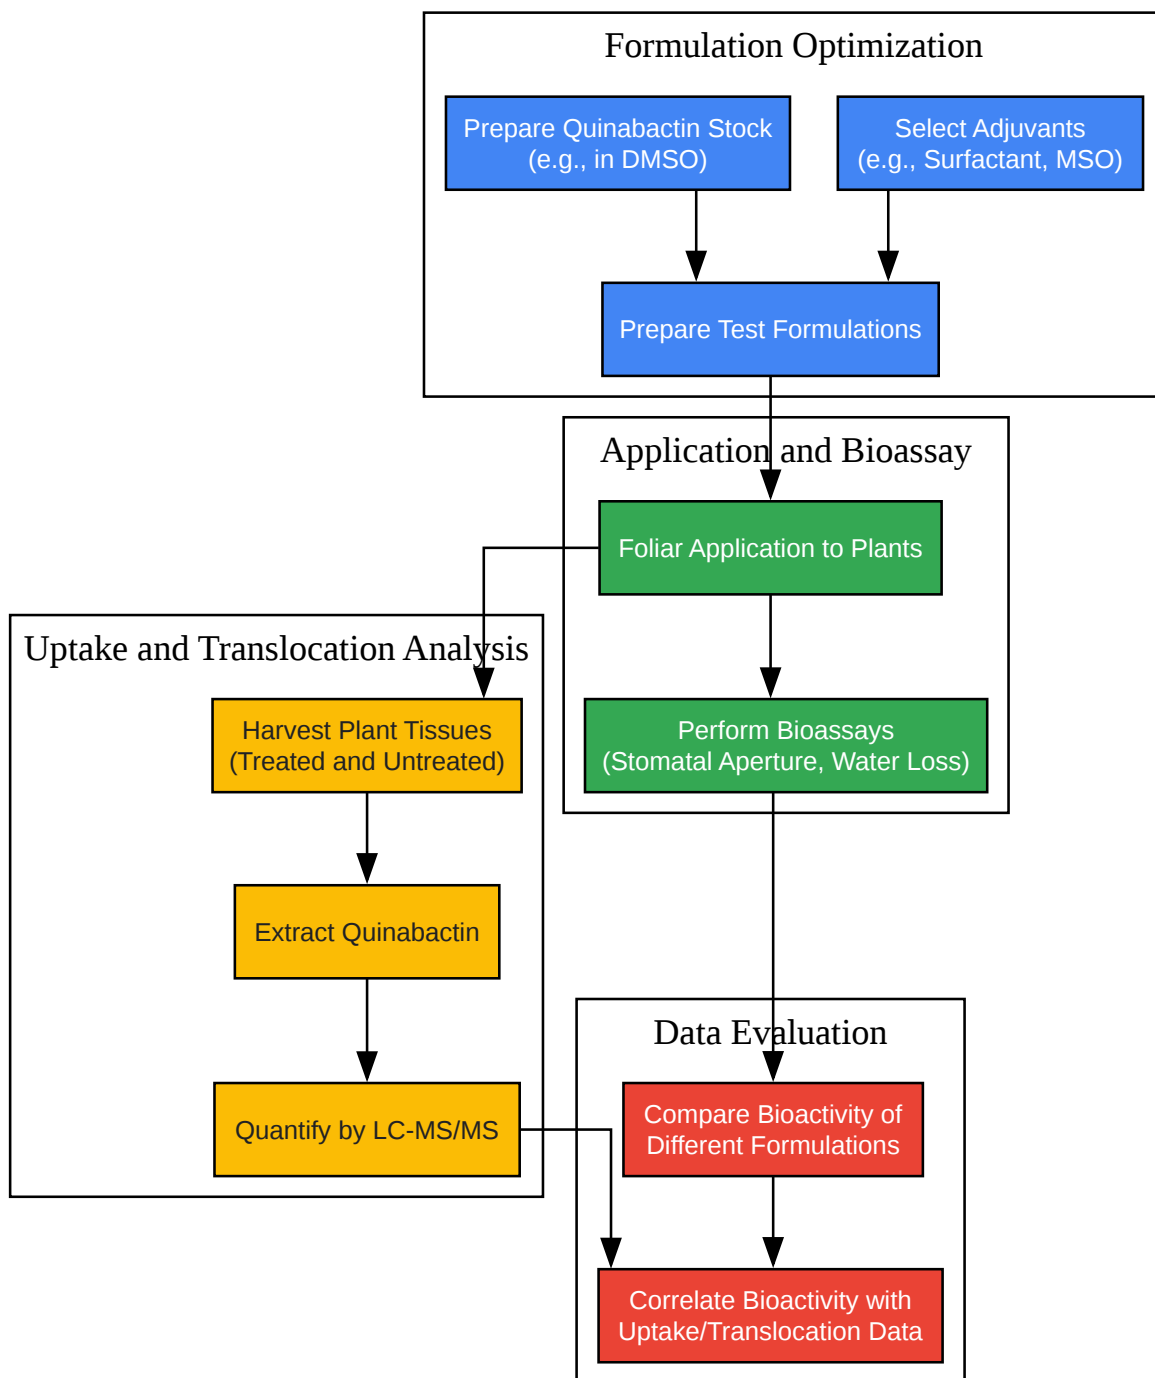 Formulation Optimization
Prepare Quinabactin Stock
(e.g., in DMSO)
Select Adjuvants
(e.g., Surfactant, MSO)
Prepare Test Formulations
Application and Bioassay
Foliar Application to Plants
Perform Bioassays
(Stomatal Aperture, Water Loss)
Uptake and Translocation Analysis
Harvest Plant Tissues
(Treated and Untreated)
Extract Quinabactin
Quantify by LC-MS/MS
Data Evaluation
Compare Bioactivity of
Different Formulations
Correlate Bioactivity with
Uptake/Translocation Data